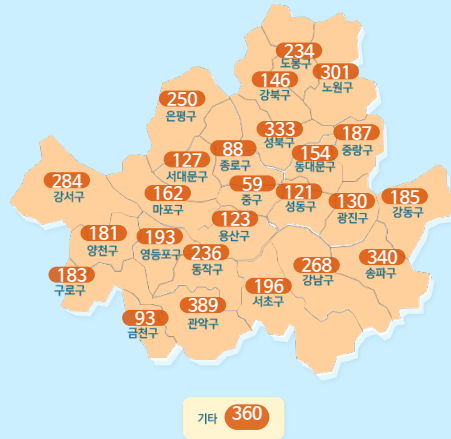 234
도봉구
146
강북구
301
노원구
250
은평구
333
성북구
187
중랑구
88
종로구
154
동대문구
127
서대문구
284
강서구
162
마포구
59
중구
121
성동구
130
광진구
185
강동구
123
용산구
181
양천구
193
영등포구
236
동작구
268
강남구
340
송파구
183
구로구
196
서초구
93
금천구
389
관악구
기타 360